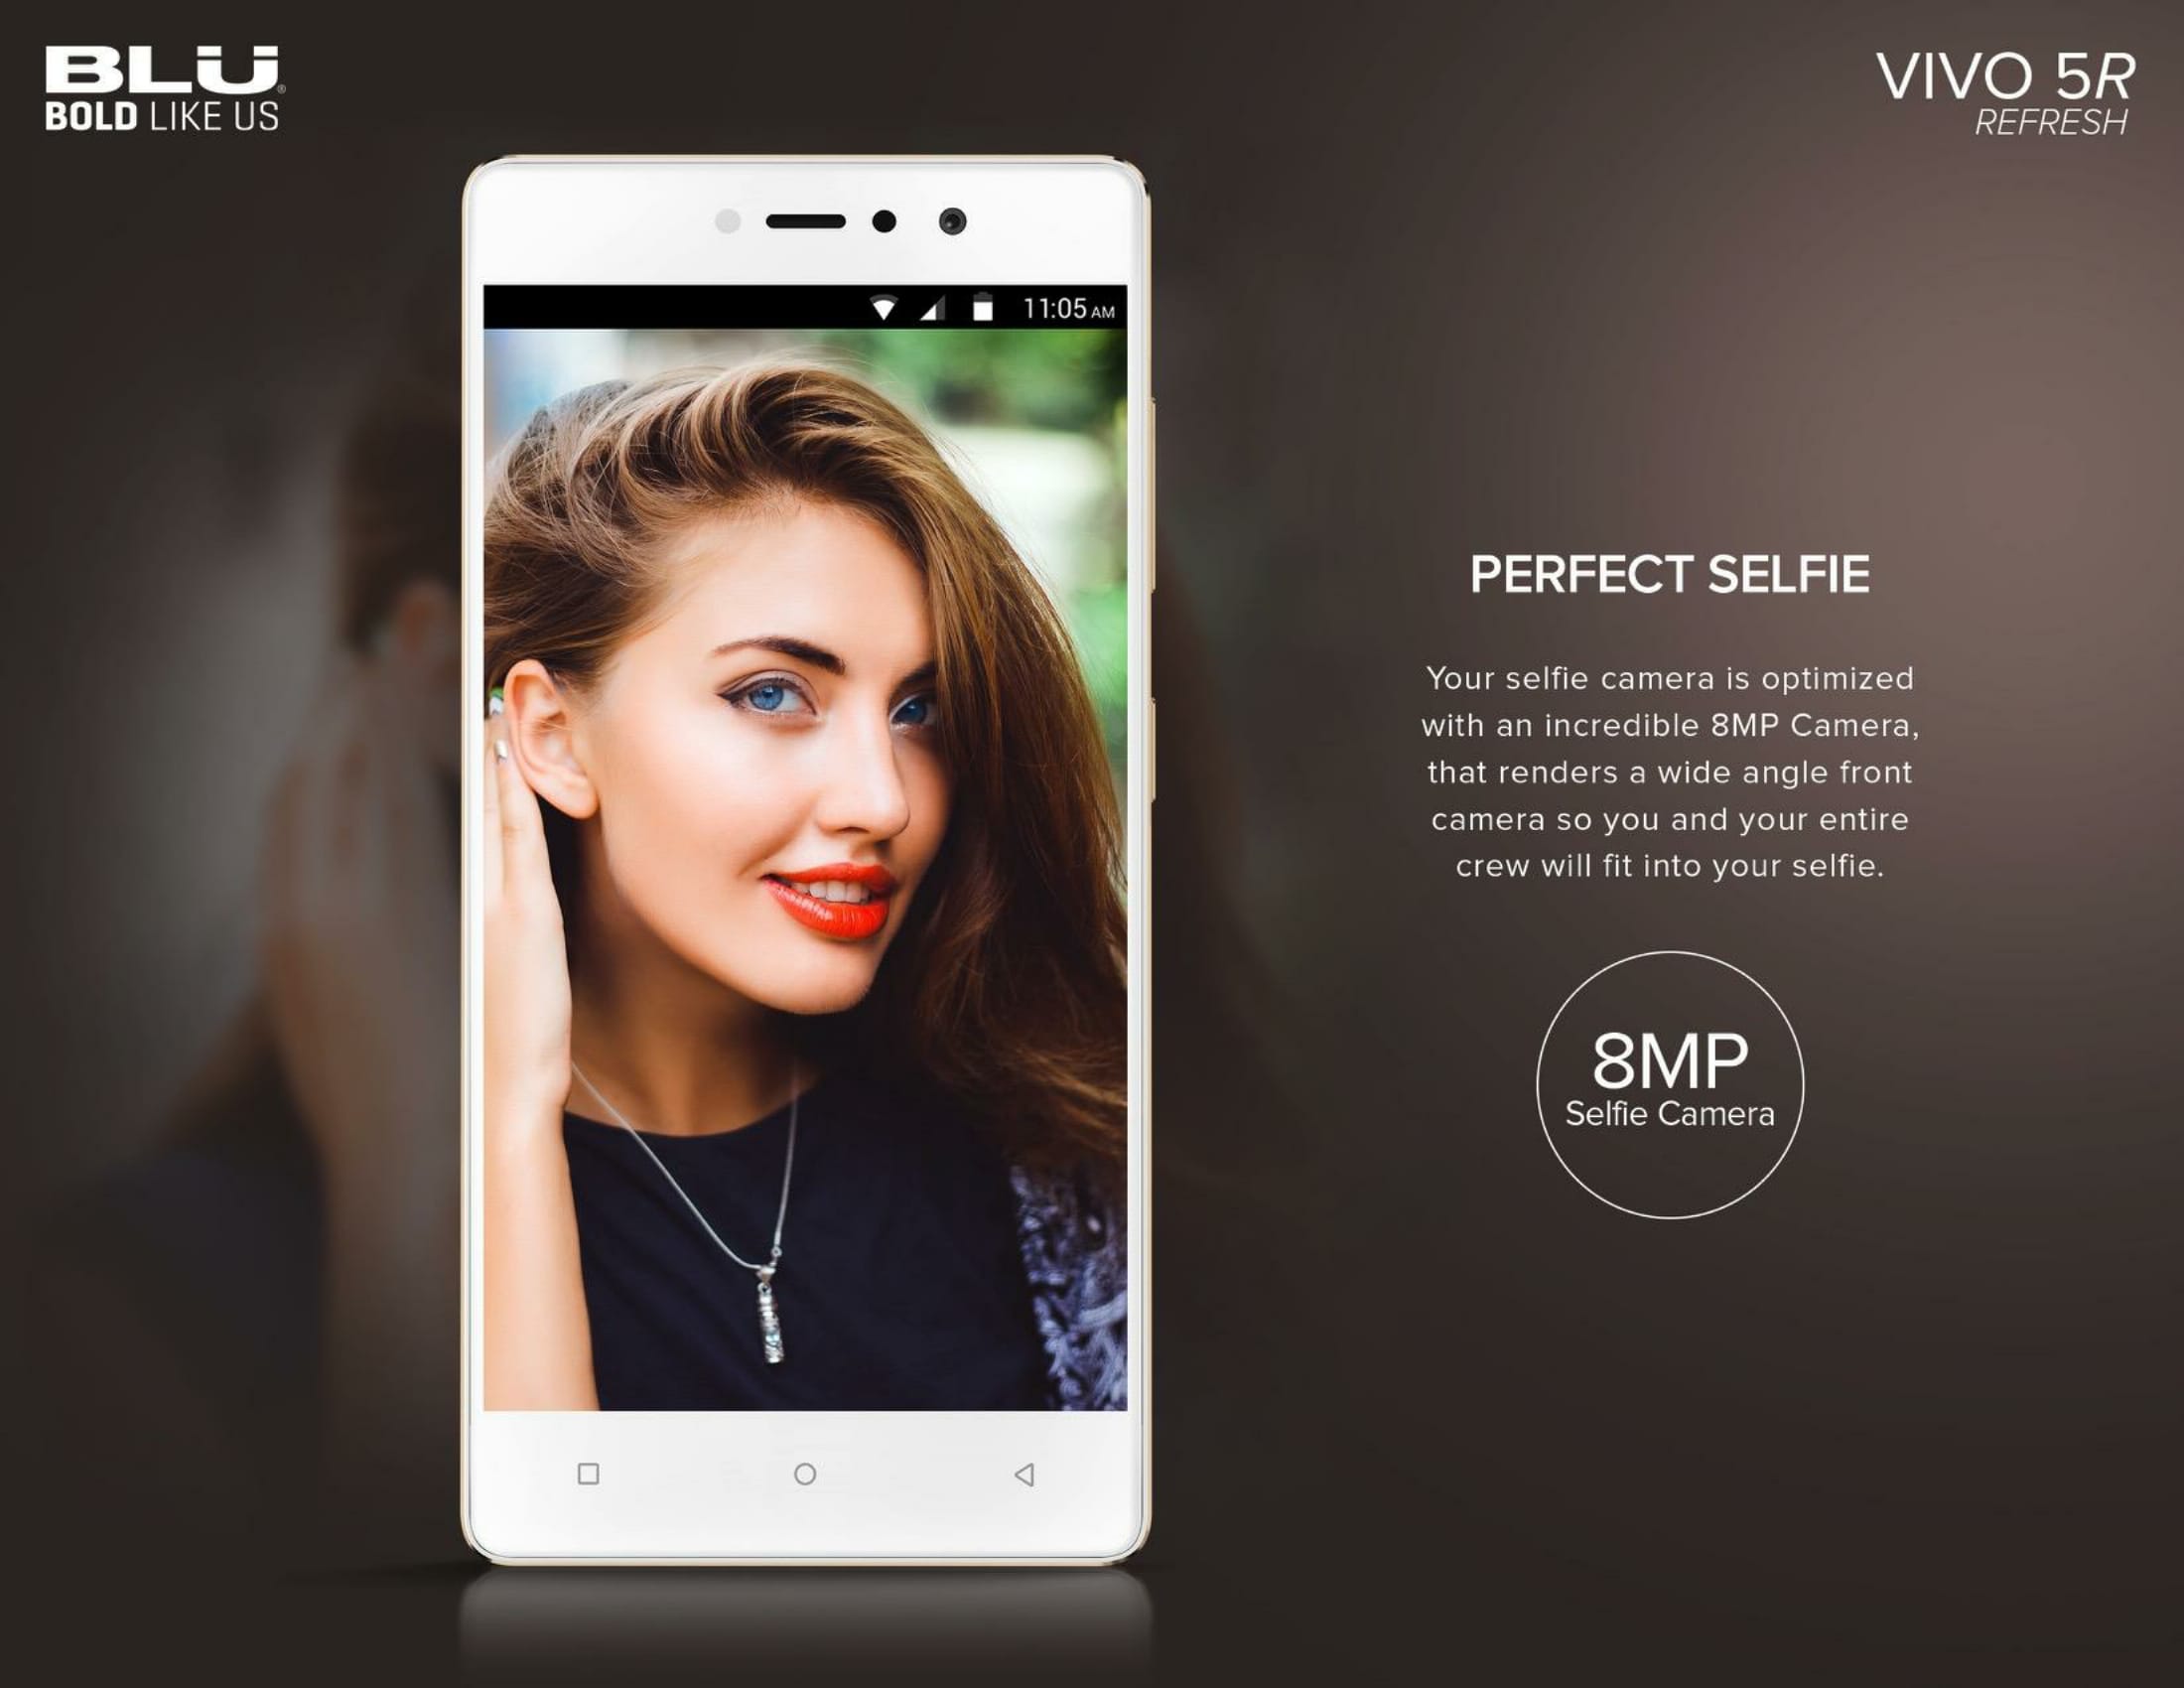 BLU
BOLD LIKE US
VIVO 5R
REFRESH
11:05 AM
PERFECT SELFIE
Your selfie camera is optimized
with an incredible 8MP Camera,
that renders a wide angle front
camera so you and your entire
crew will fit into your selfie.
8MP
Selfie Camera